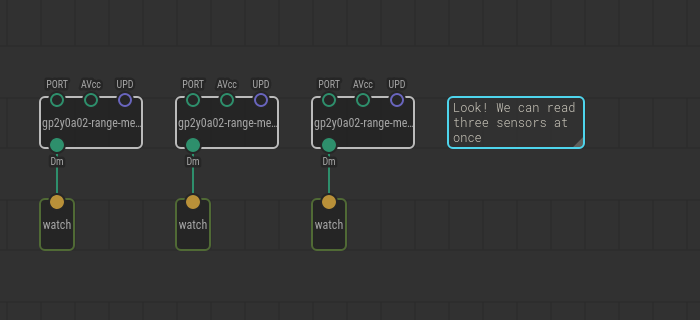 PORT AVcc UPD PORT AVcc UPD PORT AVcc UPD
gp2y0a02-range-me… gp2y0a02-range-me… gp2y0a02-range-me…
Look! We can read
three sensors at
once
Dm Dm Dm
watch watch watch